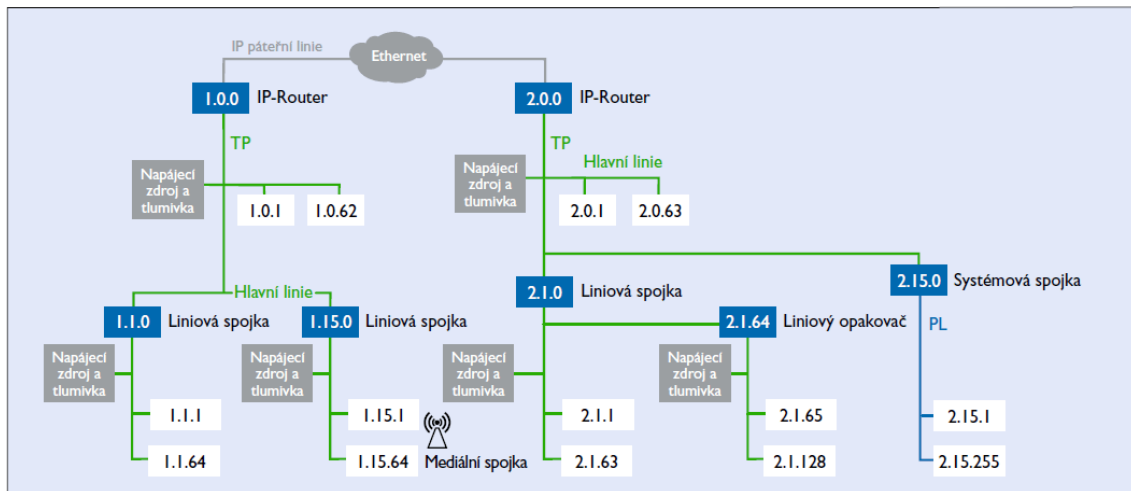 IP páteřní linie
Ethernet
1.0.0
IP-Router
2.0.0
IP-Router
TP
TP
Napájecí
zdroj a
tlumivka
1.0.1
1.0.62
Napájecí
zdroj a
tlumivka
Hlavní linie
2.0.1
2.0.63
Hlavní linie
1.1.0
Liniová spojka
1.15.0
Liniová spojka
2.1.0
Liniová spojka
2.15.0
Systémová spojka
2.1.64
Liniový opakovač
PL
Napájecí
zdroj a
tlumivka
1.1.1
1.1.64
Napájecí
zdroj a
tlumivka
1.15.1
1.15.64
Mediální spojka
Napájecí
zdroj a
tlumivka
2.1.1
2.1.63
Napájecí
zdroj a
tlumivka
2.1.65
2.1.128
2.15.1
2.15.255